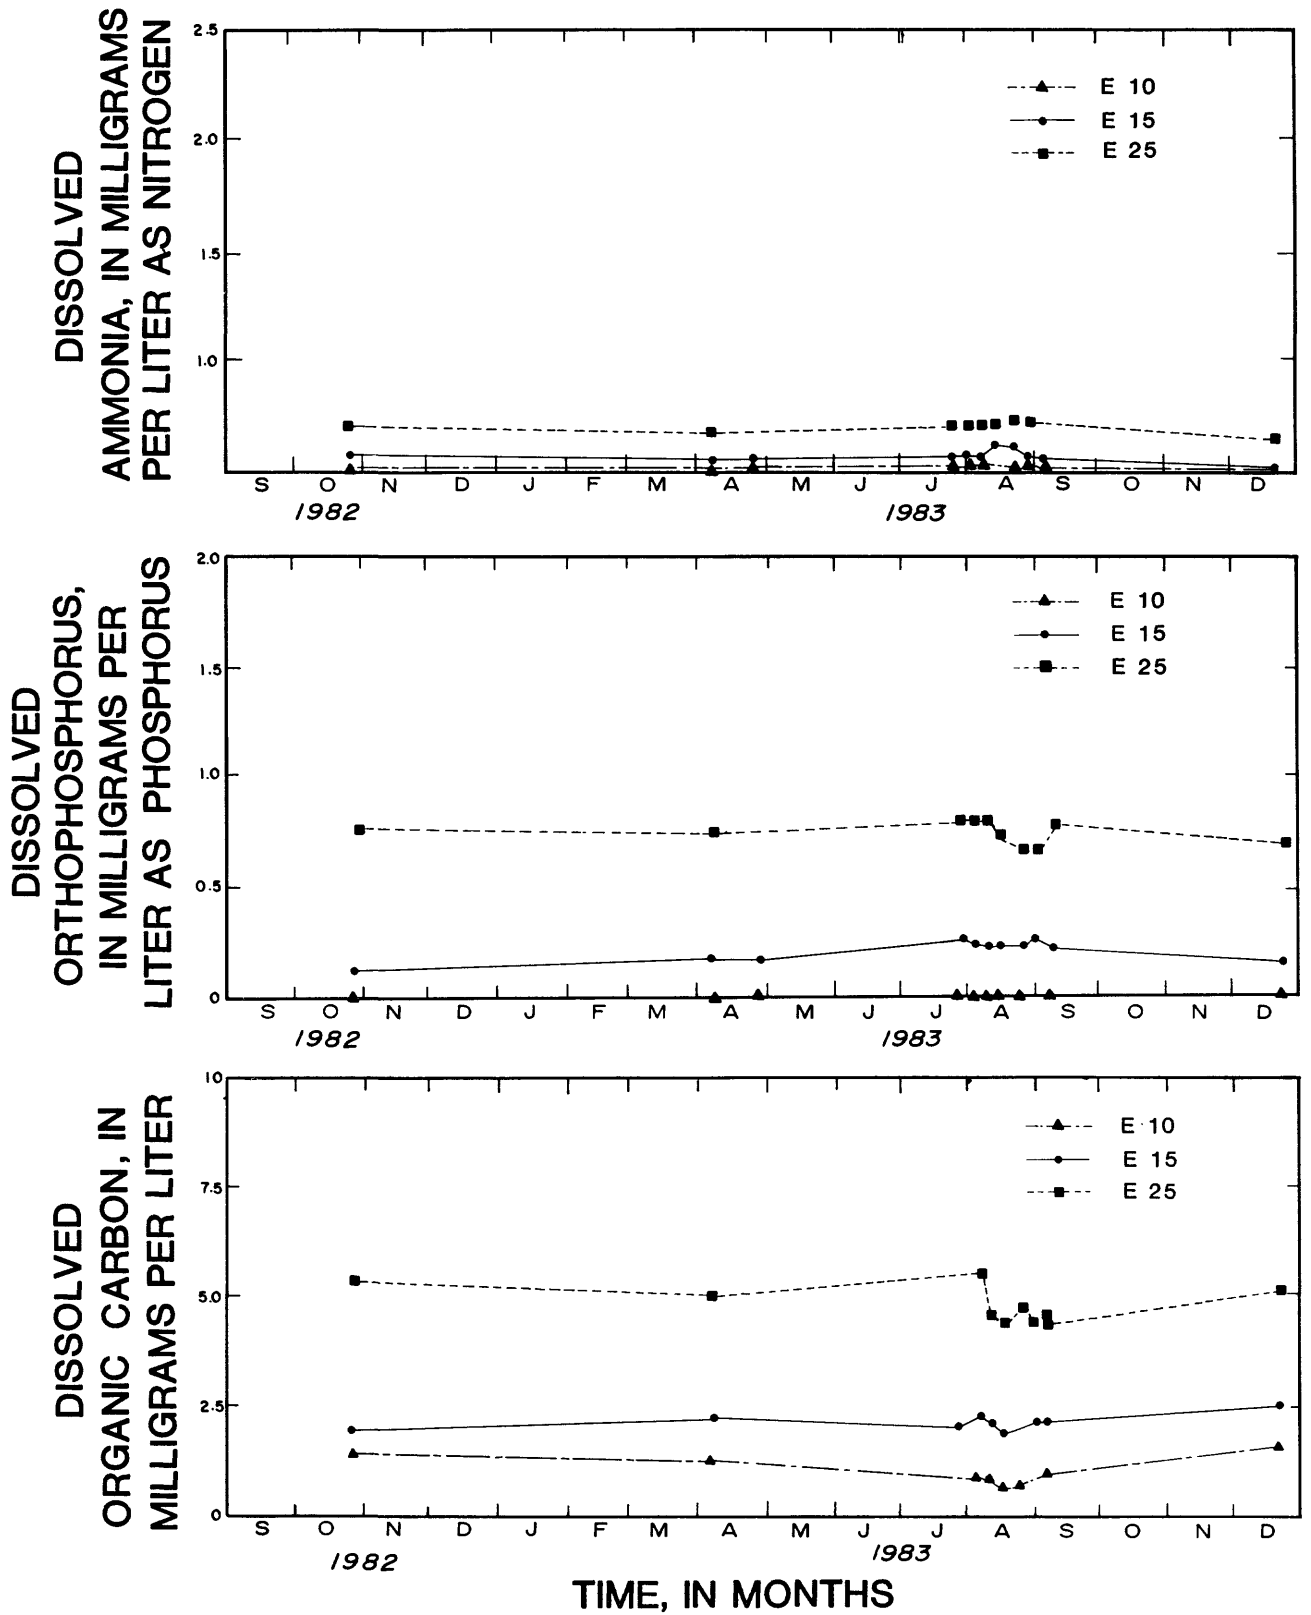 DISSOLVED
AMMONIA, IN MILLIGRAMS
PER LITER AS NITROGEN
2.5
2.0
1.5
1.0
E 10
E 15
E 25
S O N D J F M A M J J A S O N D
1982 1983
DISSOLVED
ORTHOPHOSPHORUS,
IN MILLIGRAMS PER
LITER AS PHOSPHORUS
2.0
1.5
1.0
0.5
0
E 10
E 15
E 25
S O N D J F M A M J J A S O N D
1982 1983
DISSOLVED
ORGANIC CARBON, IN
MILLIGRAMS PER LITER
10
7.5
5.0
2.5
0
E 10
E 15
E 25
S O N D J F M A M J J A S O N D
1982 1983
TIME, IN MONTHS